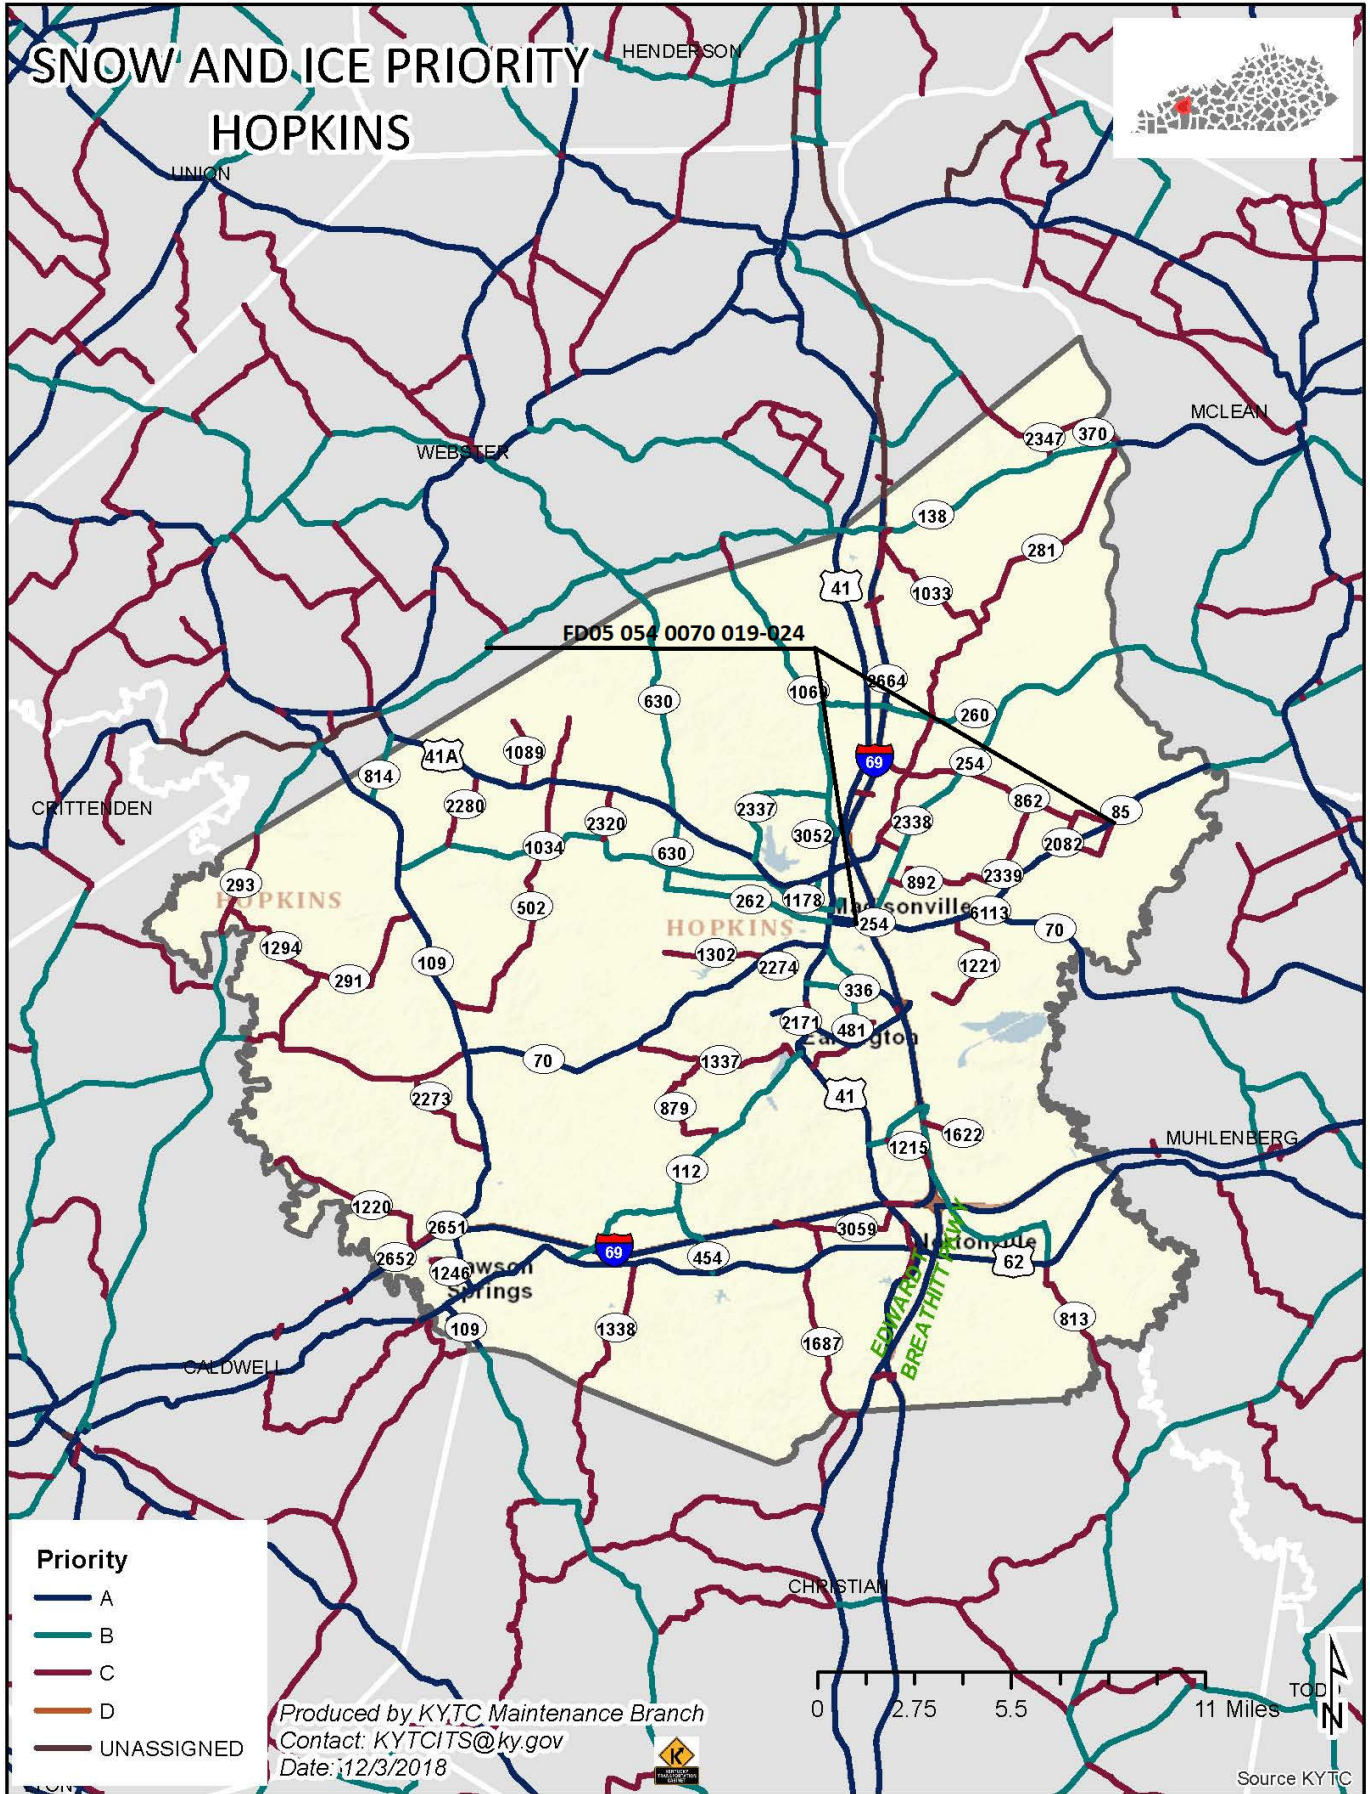 SNOW AND ICE PRIORITY
HOPKINS
HENDERSON
UNION
MCLEAN
WEBSTER
2347
370
138
281
41
1033
FD05 054 0070 019-024
2664
630
1069
260
41A
1089
69
254
814
CRITTENDEN
2280
2337
862
85
2320
2338
3052
2082
1034
630
293
892
2339
HOPKINS
262
1178
502
6113
HOPKINS
254
70
1294
1302
2274
109
1221
291
336
2171
481
70
1337
2273
41
879
1622
MUHLENBERG
1215
112
1220
2651
3059
Nortonville
69
2652
454
62
1246
Springs
EDWARD T
BREATHITT PKWY
109
1338
813
1687
CALDWELL
Priority
A
B
C
D
UNASSIGNED
CHRISTIAN
0 2.75 5.5 11 Miles
N
Produced by KYTC Maintenance Branch
Contact: KYTCITS@ky.gov
Date: 12/3/2018
Source KYTC